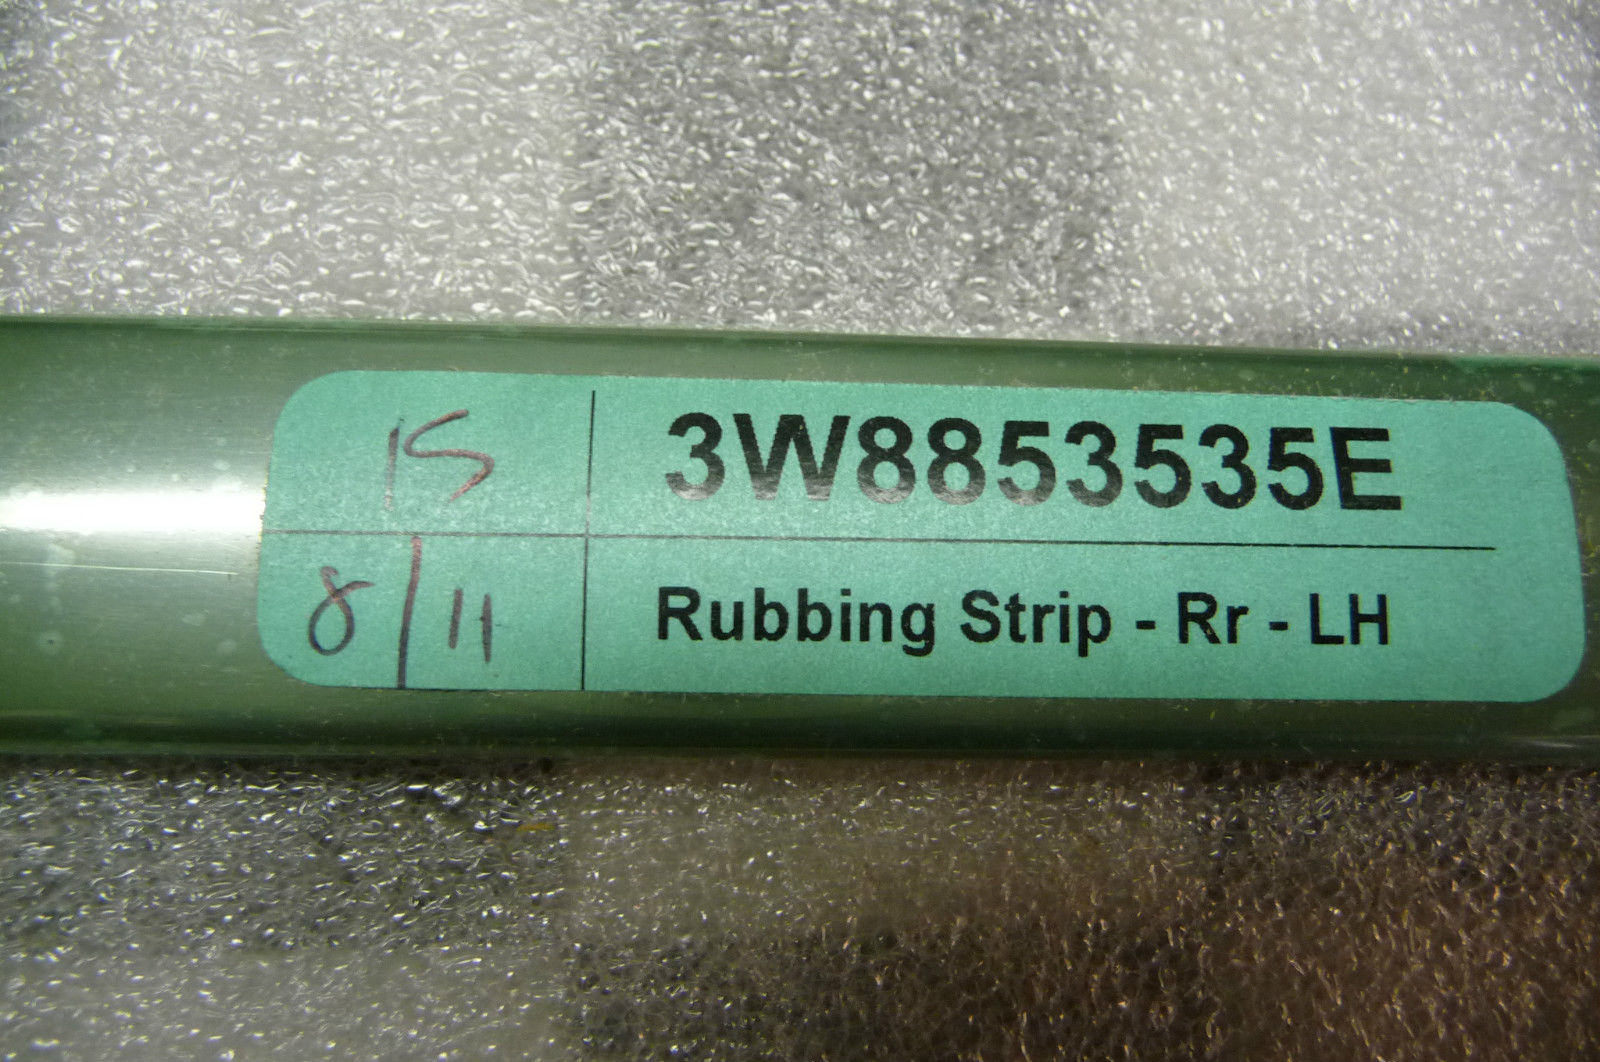 15
3W8853535E
8/11
Rubbing Strip - Rr - LH